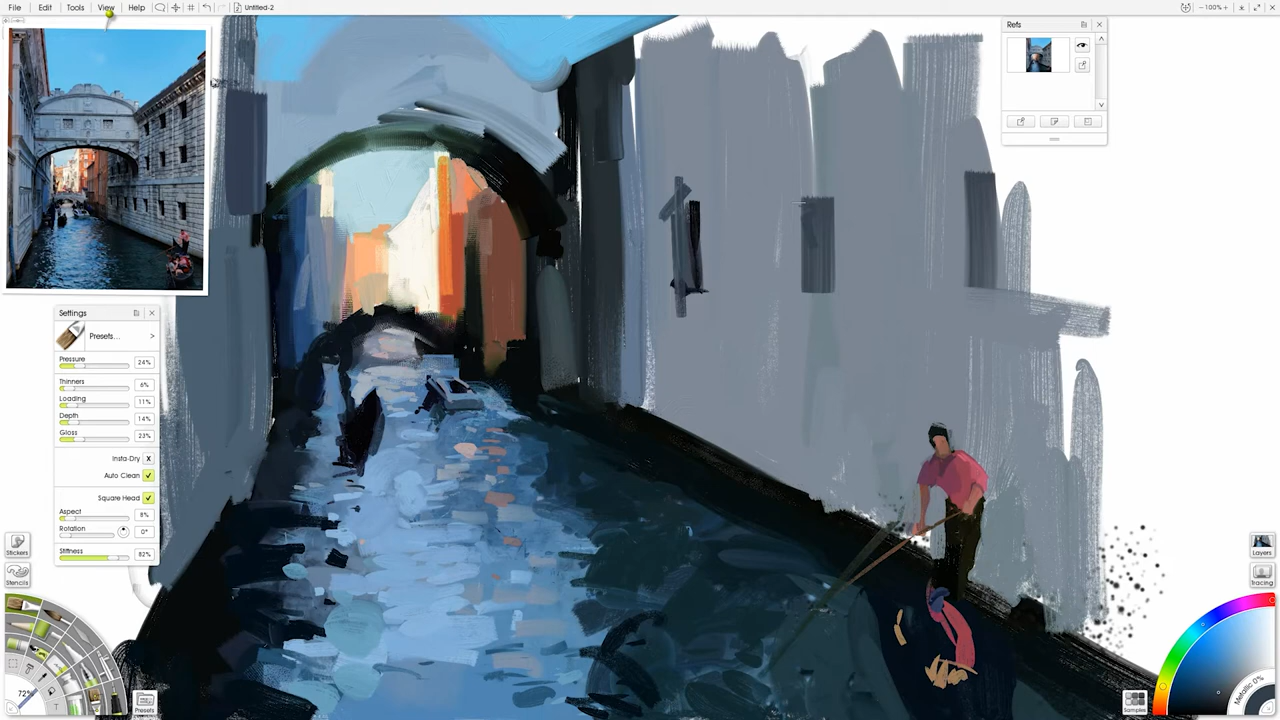 File Edit Tools View Help Untitled-2 - 100% +
Refs
Settings
Presets... >
Pressure 24%
Thinners 6%
Loading 11%
Depth 14%
Gloss 23%
Insta-Dry X
Auto Clean
Square Head
Aspect 8%
Rotation 0°
Stiffness 82%
Stickers
Stencils
72%
Presets
Layers
Tracing
Metallic 0%
Samples